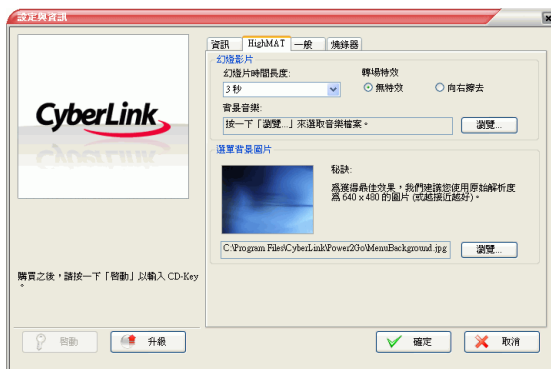 設定與資訊
CyberLink
購買之後，請按一下「啓動」以輸入 CD-Key
。
啓動
升級
資訊 HighMAT 一般 燒錄器
幻燈影片
幻燈片時間長度:
3 秒
轉場特效
無特效
向右擦去
背景音樂:
按一下「瀏覽...」來選取音樂檔案。
瀏覽...
選單背景圖片
秘訣:
爲獲得最佳效果，我們建議您使用原始解析度
爲 640 x 480 的圖片 (或越接近越好)。
C:\Program Files\CyberLink\Power2Go\MenuBackground.jpg
瀏覽...
確定
取消